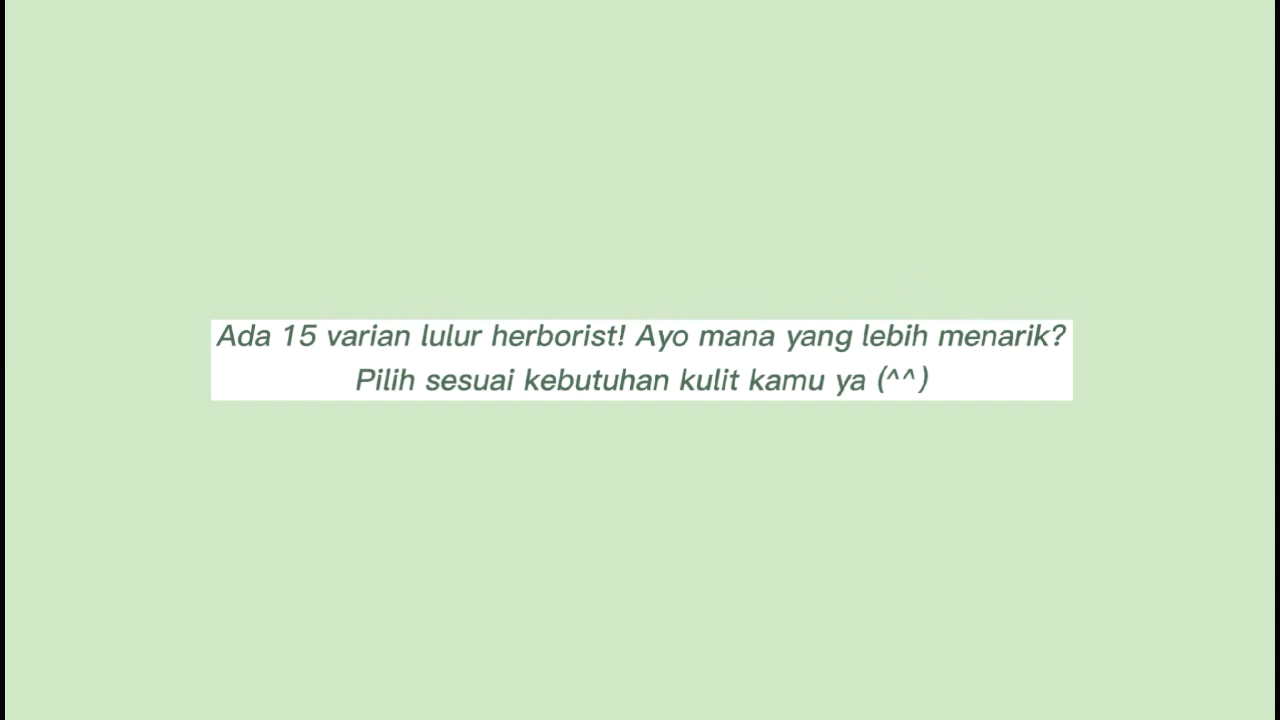 Ada 15 varian lulur herborist! Ayo mana yang lebih menarik?
Pilih sesuai kebutuhan kulit kamu ya (^^)